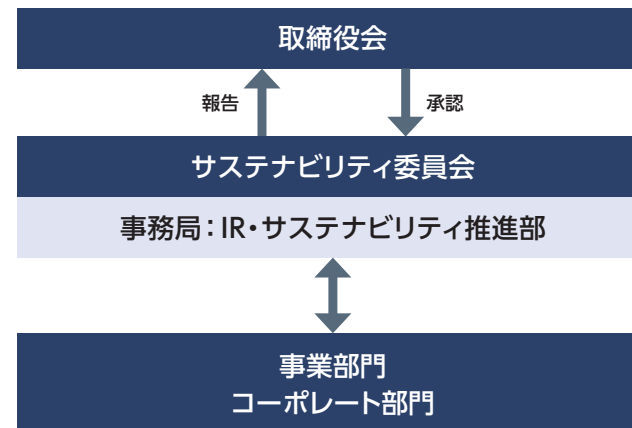 取締役会
報告
承認
サステナビリティ委員会
事務局：IR・サステナビリティ推進部
事業部門
コーポレート部門